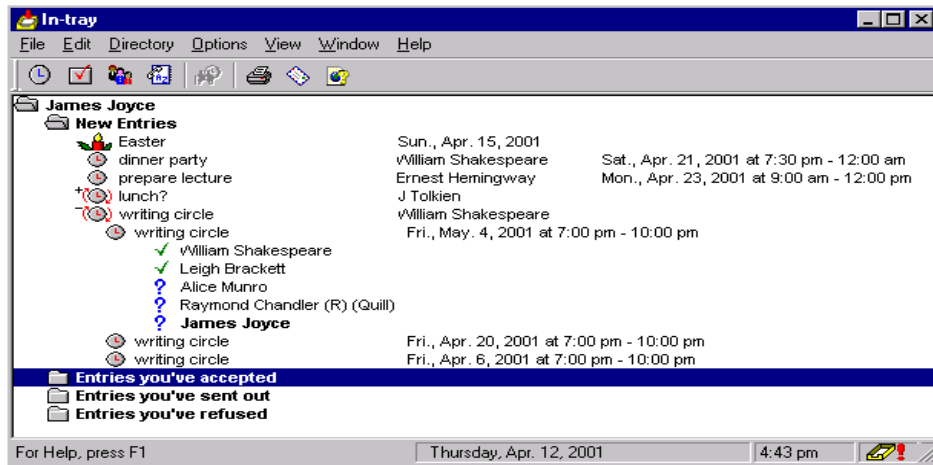 In-tray
File Edit Directory Options View Window Help
James Joyce
New Entries
Easter Sun., Apr. 15, 2001
dinner party William Shakespeare Sat., Apr. 21, 2001 at 7:30 pm - 12:00 am
prepare lecture Ernest Hemingway Mon., Apr. 23, 2001 at 9:00 am - 12:00 pm
lunch? J Tolkien
writing circle William Shakespeare
writing circle Fri., May. 4, 2001 at 7:00 pm - 10:00 pm
William Shakespeare
Leigh Brackett
? Alice Munro
? Raymond Chandler (R) (Quill)
? James Joyce
writing circle Fri., Apr. 20, 2001 at 7:00 pm - 10:00 pm
writing circle Fri., Apr. 6, 2001 at 7:00 pm - 10:00 pm
Entries you've accepted
Entries you've sent out
Entries you've refused
For Help, press F1 Thursday, Apr. 12, 2001 4:43 pm